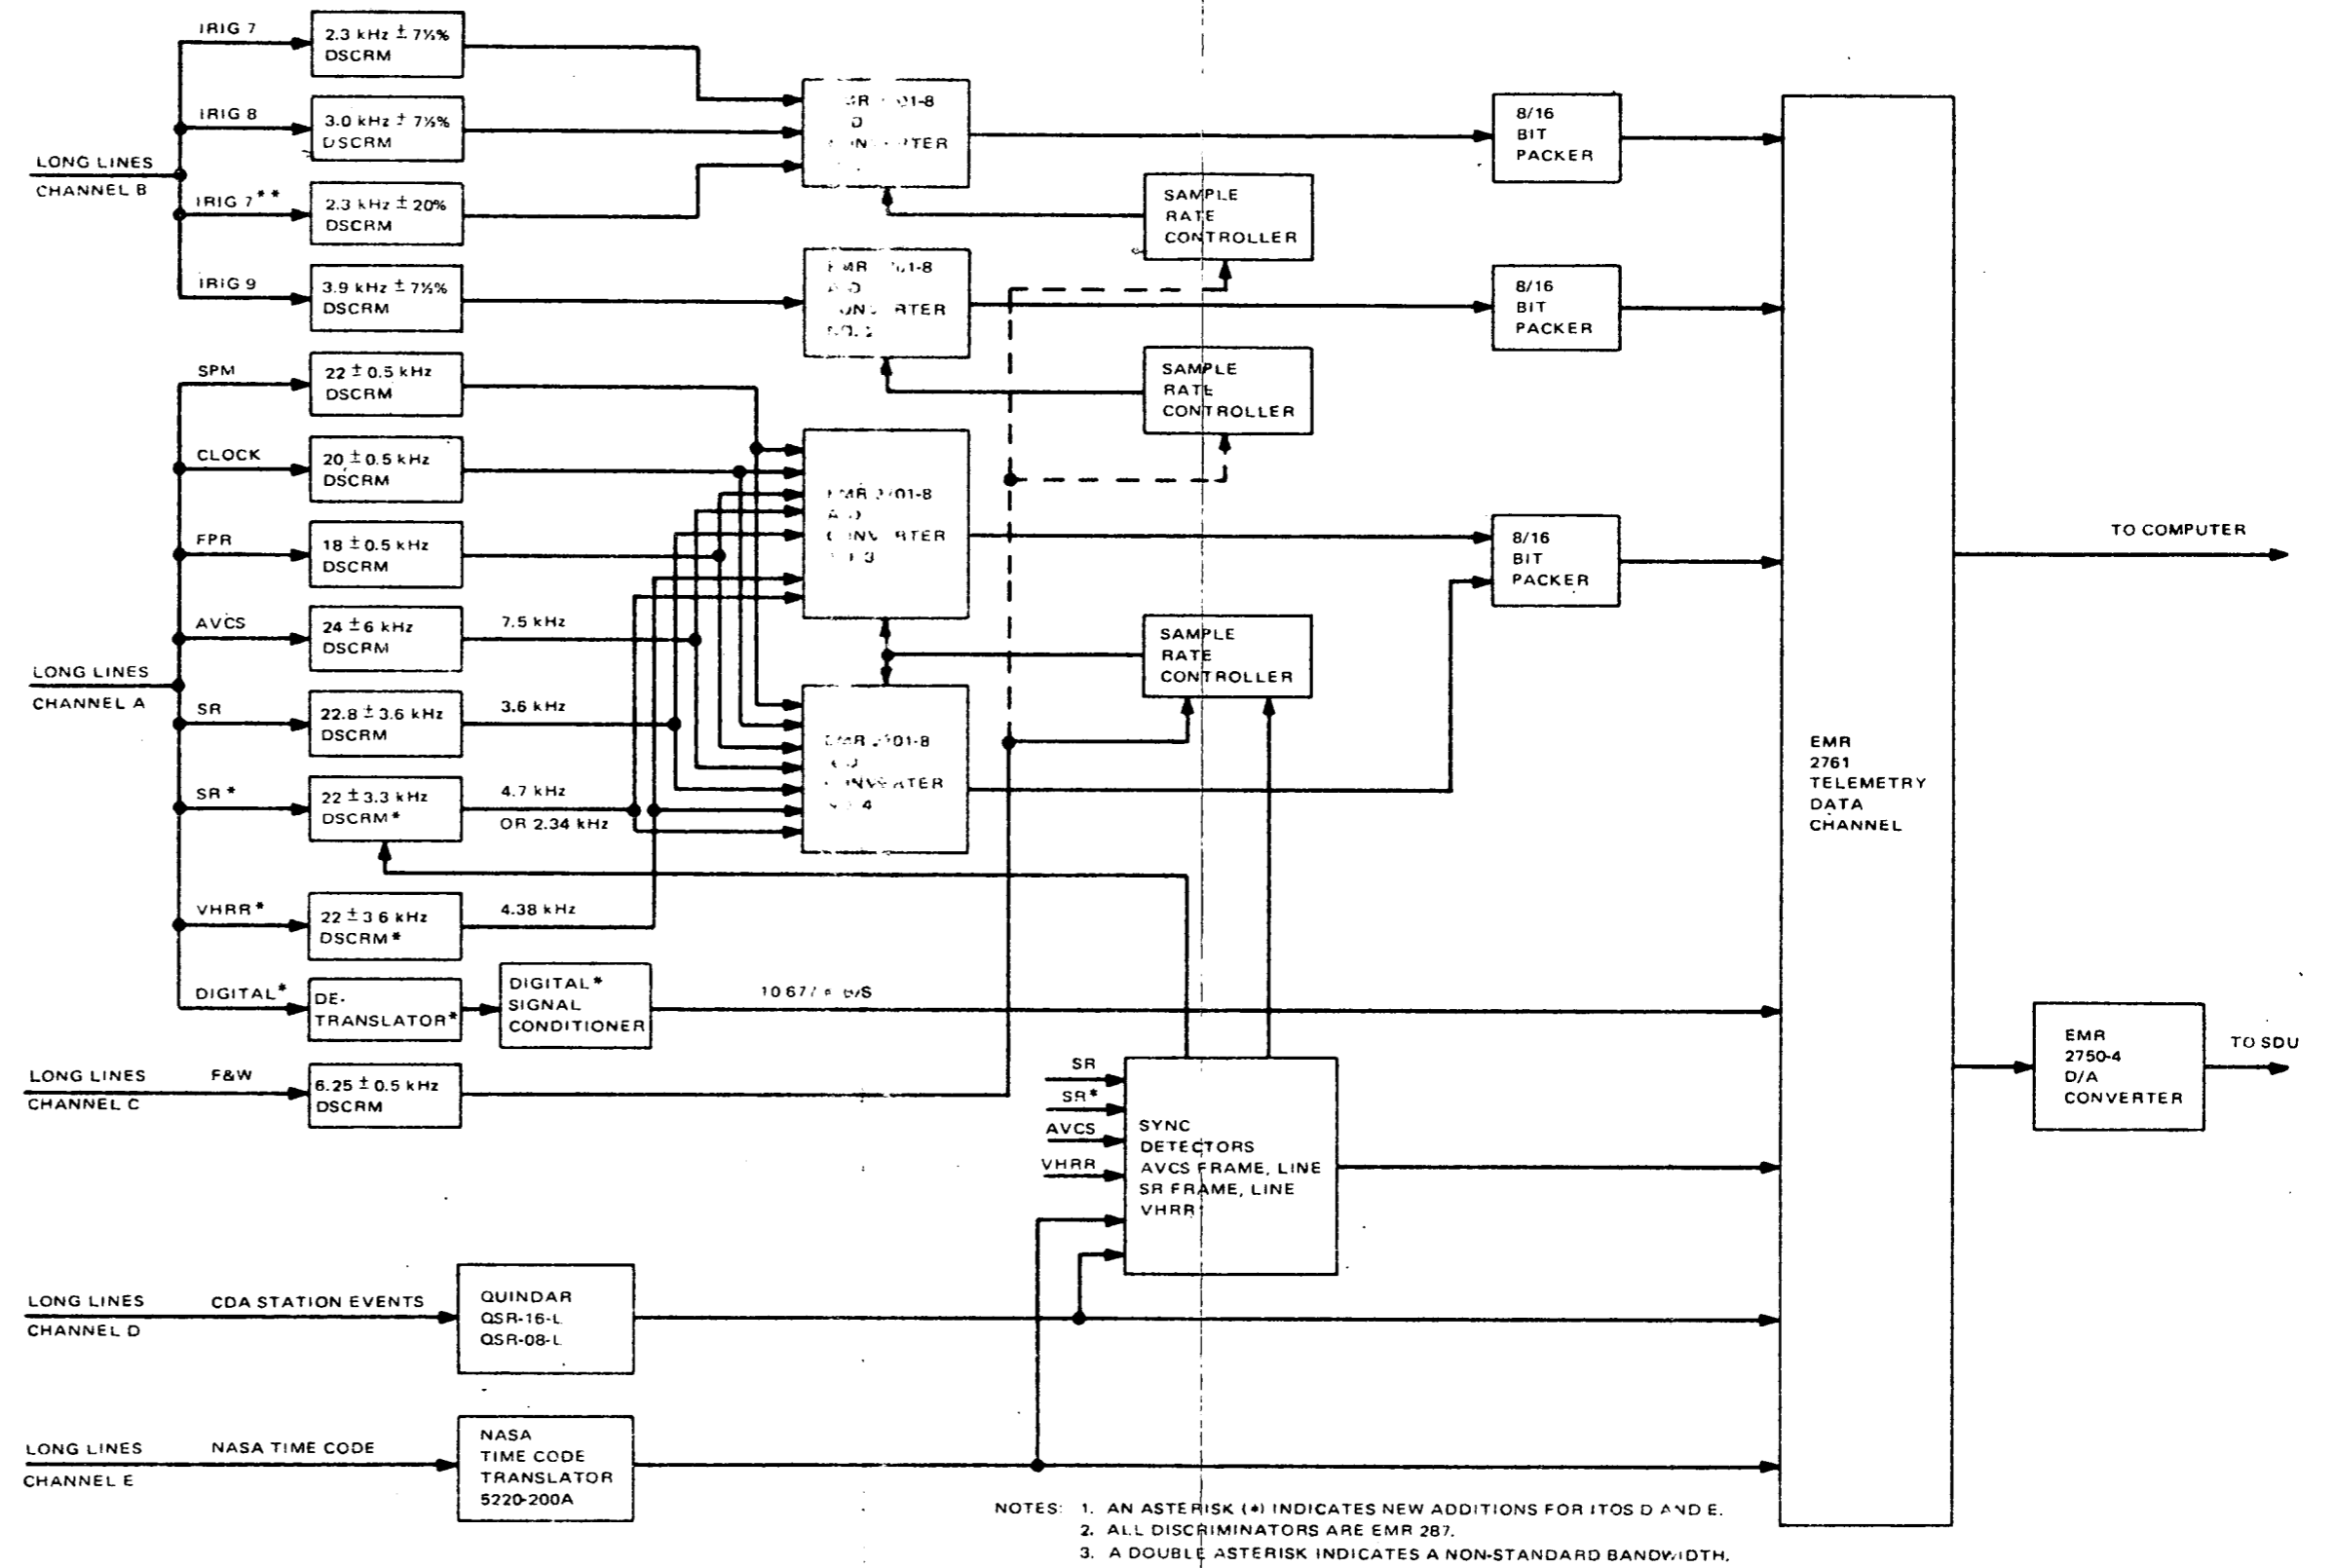 IRIG 7
2.3 kHz ± 7½%
DSCRM
IRIG 8
3.0 kHz ± 7½%
DSCRM
LONG LINES
CHANNEL B
IRIG 7**
2.3 kHz ± 20%
DSCRM
IRIG 9
3.9 kHz ± 7½%
DSCRM
CONVERTER
8/16
BIT
PACKER
SAMPLE
RATE
CONTROLLER
EMR
CONVERTER
8/16
BIT
PACKER
SAMPLE
RATE
CONTROLLER
SPM
22 ± 0.5 kHz
DSCRM
CLOCK
20 ± 0.5 kHz
DSCRM
FPR
18 ± 0.5 kHz
DSCRM
AVCS
24 ± 6 kHz
DSCRM
7.5 kHz
LONG LINES
CHANNEL A
SR
22.8 ± 3.6 kHz
DSCRM
3.6 kHz
SR*
22 ± 3.3 kHz
DSCRM*
4.7 kHz
OR 2.34 kHz
VHRR*
22 ± 3.6 kHz
DSCRM*
4.38 kHz
DIGITAL*
DE-
TRANSLATOR*
DIGITAL*
SIGNAL
CONDITIONER
EMR
CONVERTER
3
EMR
CONVERTER
4
8/16
BIT
PACKER
SAMPLE
RATE
CONTROLLER
LONG LINES
CHANNEL C
F&W
6.25 ± 0.5 kHz
DSCRM
SR
SR*
AVCS
VHRR
SYNC
DETECTORS
AVCS FRAME, LINE
SR FRAME, LINE
VHRR
LONG LINES
CHANNEL D
CDA STATION EVENTS
QUINDAR
QSR-16-L
QSR-08-L
LONG LINES
CHANNEL E
NASA TIME CODE
NASA
TIME CODE
TRANSLATOR
5220-200A
EMR
2761
TELEMETRY
DATA
CHANNEL
TO COMPUTER
EMR
2750-4
D/A
CONVERTER
TO SDU
NOTES: 1. AN ASTERISK (*) INDICATES NEW ADDITIONS FOR ITOS D AND E.
2. ALL DISCRIMINATORS ARE EMR 287.
3. A DOUBLE ASTERISK INDICATES A NON-STANDARD BANDWIDTH.